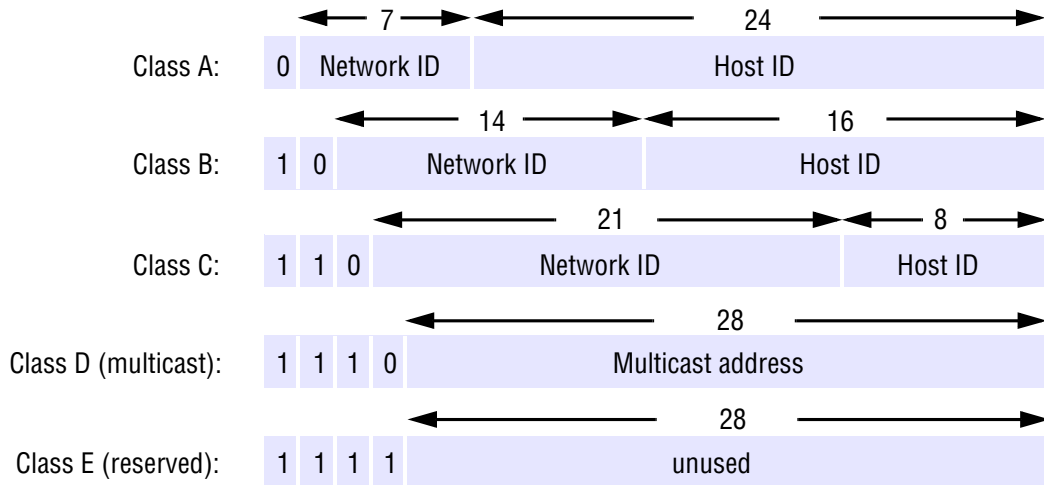 7 24
Class A: 0 Network ID Host ID
14 16
Class B: 1 0 Network ID Host ID
21 8
Class C: 1 1 0 Network ID Host ID
28
Class D (multicast): 1 1 1 0 Multicast address
28
Class E (reserved): 1 1 1 1 unused